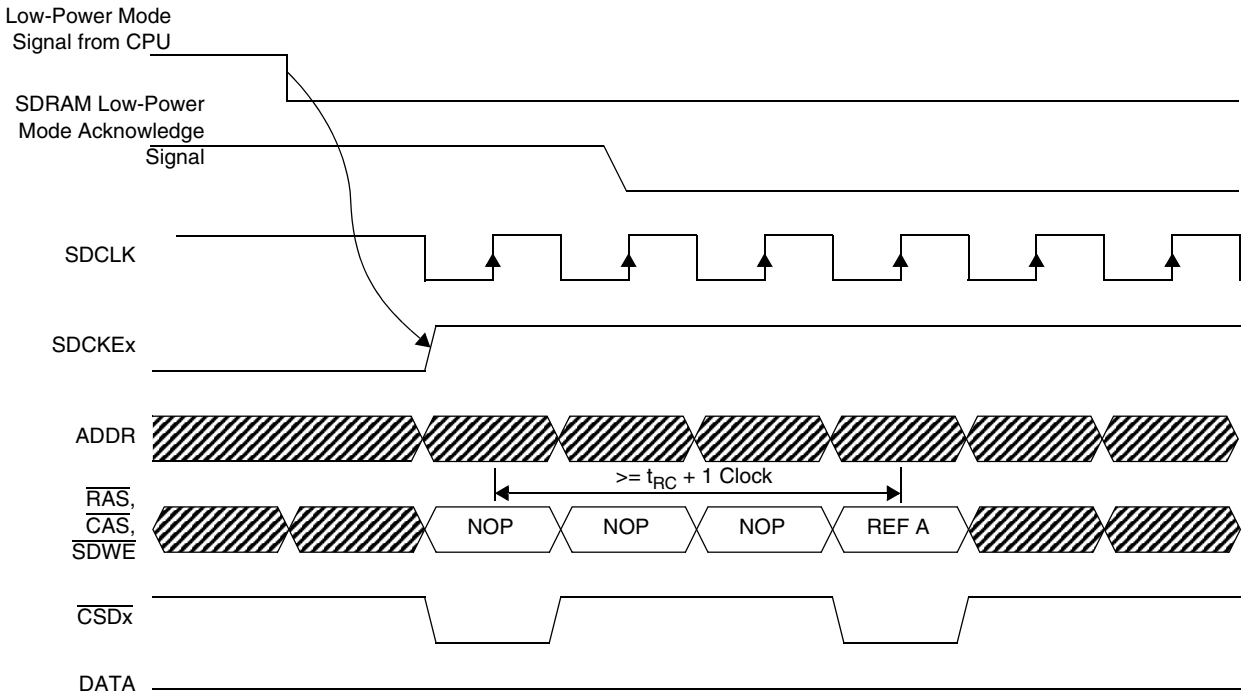 Low-Power Mode
Signal from CPU
SDRAM Low-Power
Mode Acknowledge
Signal
SDCLK
SDCKEx
ADDR
>= tRC + 1 Clock
RAS,
CAS,
SDWE
NOP NOP NOP REF A
CSDx
DATA